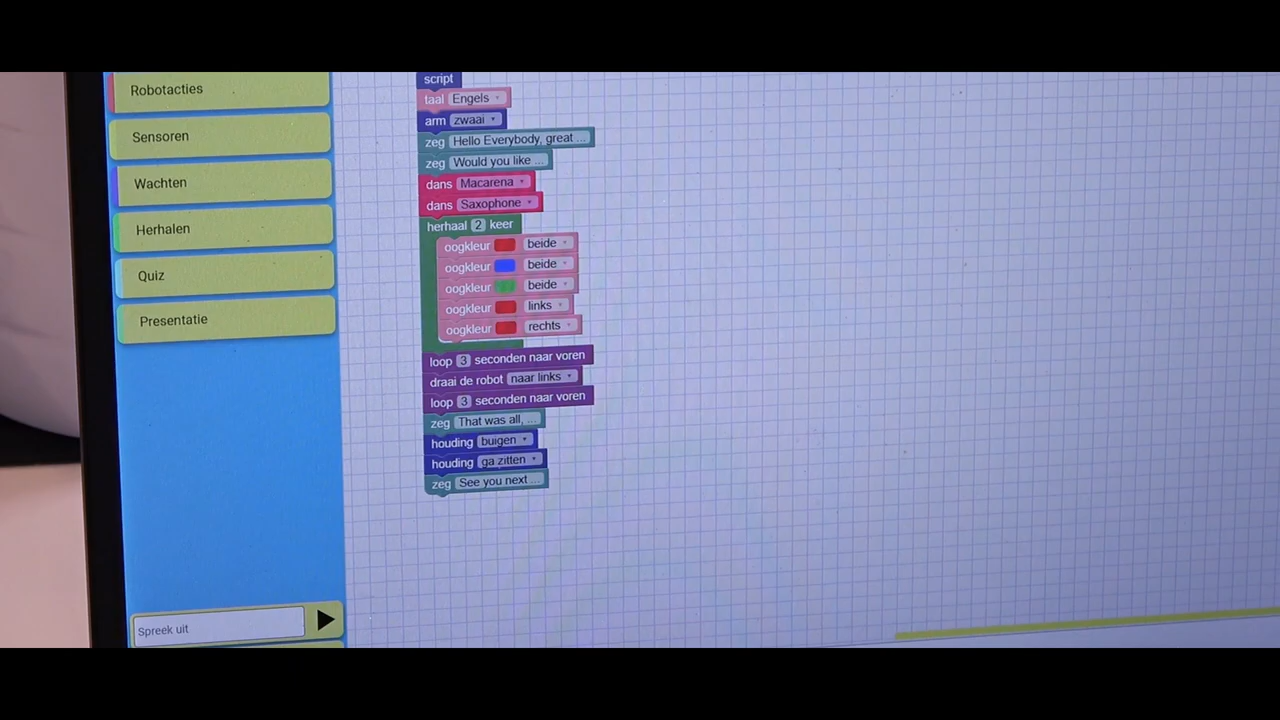 Robotacties
Sensoren
Wachten
Herhalen
Quiz
Presentatie
Spreek uit
script
taal Engels
arm zwaai
zeg Hello Everybody, great ...
zeg Would you like ...
dans Macarena
dans Saxophone
herhaal 2 keer
oogkleur beide
oogkleur beide
oogkleur beide
oogkleur links
oogkleur rechts
loop 3 seconden naar voren
draai de robot naar links
loop 3 seconden naar voren
zeg That was all, ...
houding buigen
houding ga zitten
zeg See you next ...